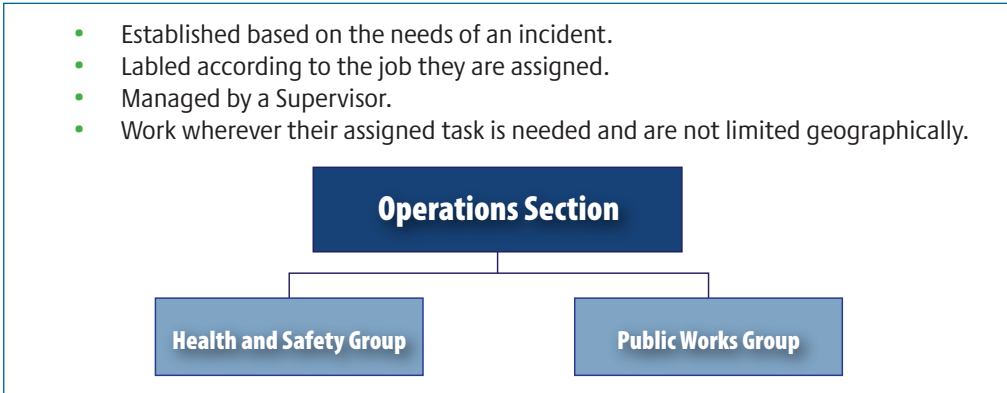 • Established based on the needs of an incident.
• Labled according to the job they are assigned.
• Managed by a Supervisor.
• Work wherever their assigned task is needed and are not limited geographically.
Operations Section
Health and Safety Group
Public Works Group